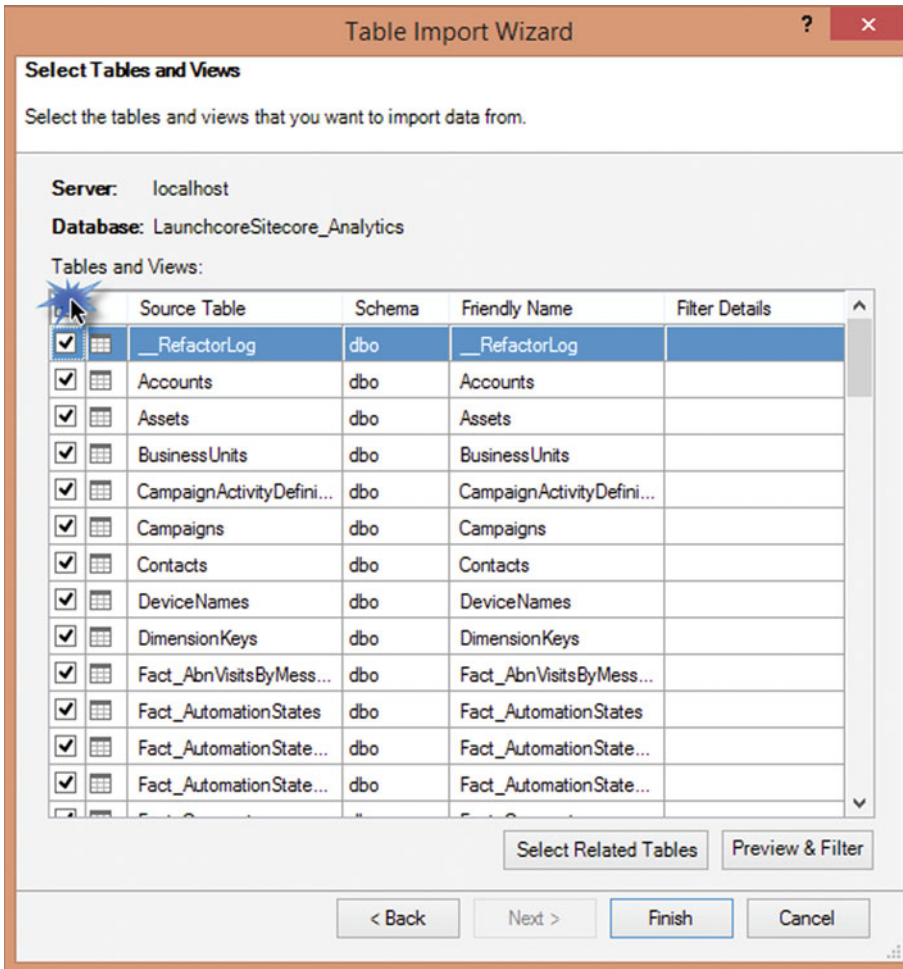 Table Import Wizard
?
×
Select Tables and Views
Select the tables and views that you want to import data from.
Server: localhost
Database: LaunchcoreSitecore_Analytics
Tables and Views:
Source Table Schema Friendly Name Filter Details
__RefactorLog dbo __RefactorLog
Accounts dbo Accounts
Assets dbo Assets
BusinessUnits dbo BusinessUnits
CampaignActivityDefini... dbo CampaignActivityDefini...
Campaigns dbo Campaigns
Contacts dbo Contacts
DeviceNames dbo DeviceNames
DimensionKeys dbo DimensionKeys
Fact_AbnVisitsByMess... dbo Fact_AbnVisitsByMess...
Fact_AutomationStates dbo Fact_AutomationStates
Fact_AutomationState... dbo Fact_AutomationState...
Fact_AutomationState... dbo Fact_AutomationState...
Select Related Tables Preview & Filter
< Back Next > Finish Cancel